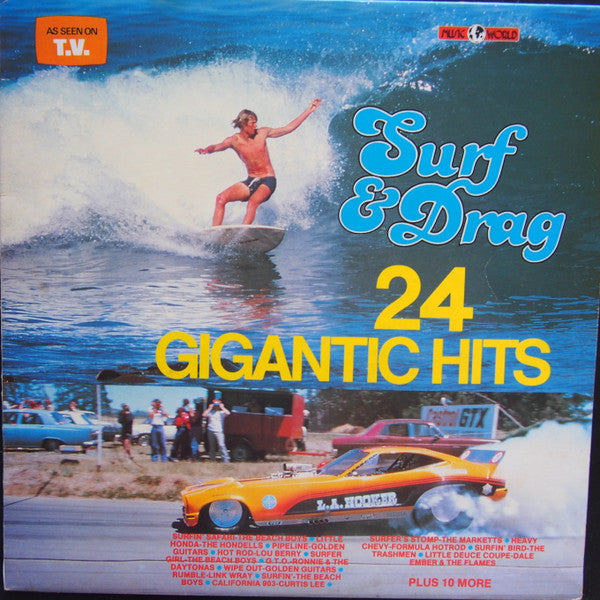 AS SEEN ON
T.V.
MUSIC WORLD
Surf
& Drag
24
GIGANTIC HITS
Castrol GTX
L.A. HOOKER
SURFIN' SAFARI-THE BEACH BOYS • LITTLE
HONDA-THE HONDELLS • PIPELINE-GOLDEN
GUITARS • HOT ROD-LOU BERRY • SURFER
GIRL-THE BEACH BOYS • G.T.O.-RONNIE & THE
DAYTONAS • WIPE OUT-GOLDEN GUITARS •
RUMBLE-LINK WRAY • SURFIN'-THE BEACH
BOYS • CALIFORNIA 903-CURTIS LEE •
SURFER'S STOMP-THE MARKETTS • HEAVY
CHEVY-FORMULA HOTROD • SURFIN' BIRD-THE
TRASHMEN • LITTLE DEUCE COUPE-DALE
EMBER & THE FLAMES
PLUS 10 MORE